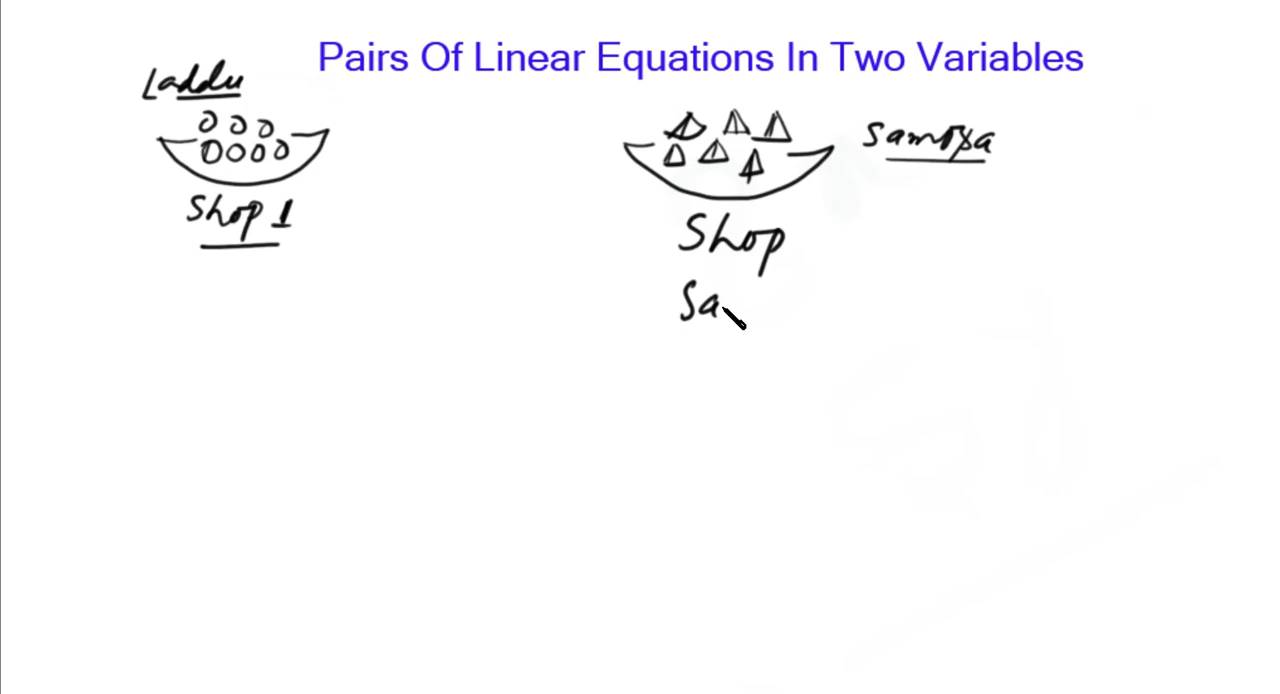 Pairs Of Linear Equations In Two Variables
Laddu
Samosa
Shop 1
Shop
Sa